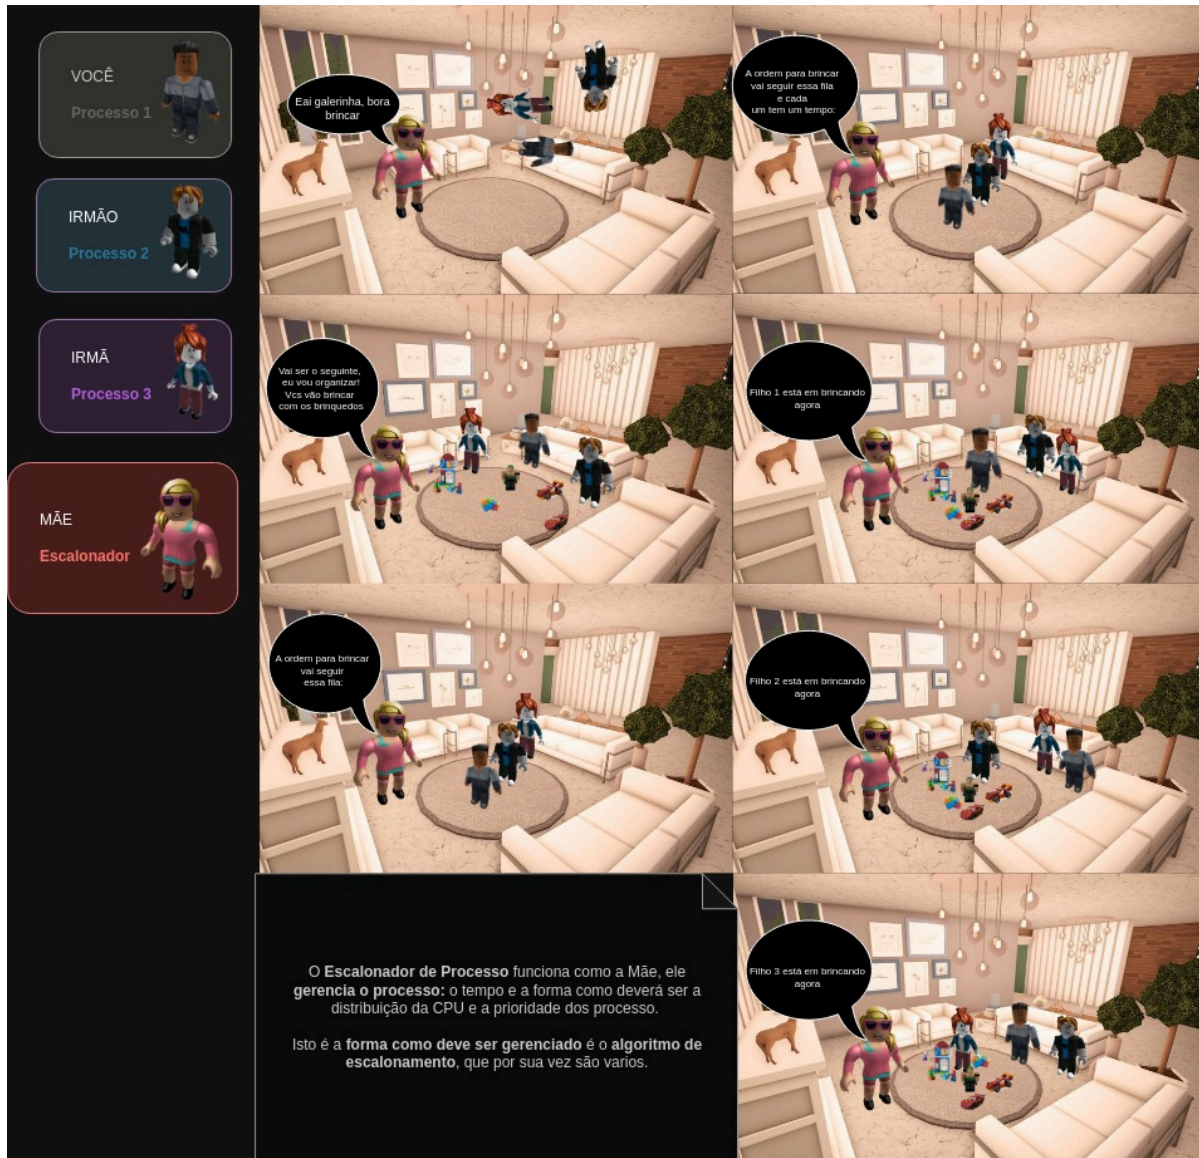 VOCÊ
Processo 1
IRMÃO
Processo 2
IRMÃ
Processo 3
MÃE
Escalonador
Eai galerinha, bora
brincar
Vai ser o seguinte,
eu vou organizar!
Vcs vão brincar
com os brinquedos
A ordem para brincar
vai seguir
essa fila:
A ordem para brincar
vai seguir essa fila
e cada
um tem um tempo:
Filho 1 está em brincando
agora
Filho 2 está em brincando
agora
Filho 3 está em brincando
agora
O Escalonador de Processo funciona como a Mãe, ele
gerencia o processo: o tempo e a forma como deverá ser a
distribuição da CPU e a prioridade dos processo.
Isto é a forma como deve ser gerenciado é o algoritmo de
escalonamento, que por sua vez são varios.